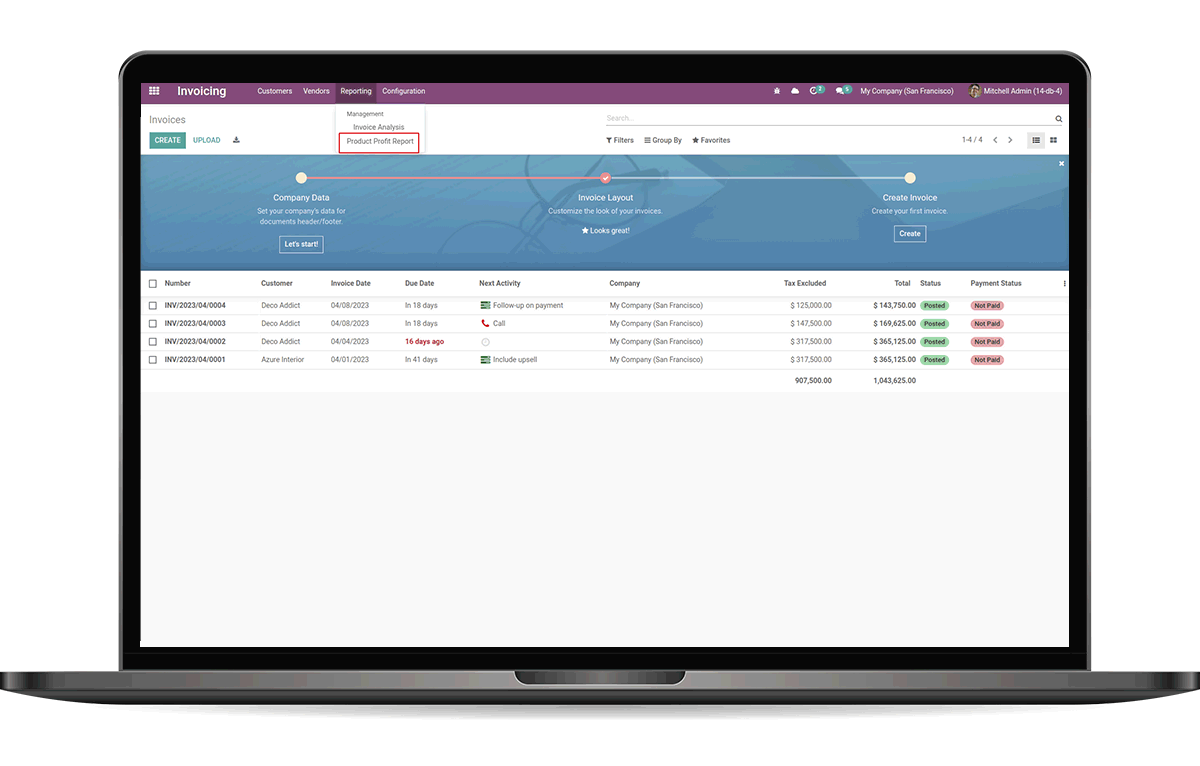 Invoicing Customers Vendors Reporting Configuration 2 5 My Company (San Francisco) Mitchell Admin (14-db-4)
Management
Invoice Analysis
Product Profit Report
Invoices
Search...
CREATE UPLOAD Filters Group By Favorites 1-4 / 4
Company Data Invoice Layout Create Invoice
Set your company's data for Customize the look of your invoices. Create your first invoice.
documents header/footer.
Looks great!
Let's start! Create
Number Customer Invoice Date Due Date Next Activity Company Tax Excluded Total Status Payment Status
INV/2023/04/0004 Deco Addict 04/08/2023 In 18 days Follow-up on payment My Company (San Francisco) $ 125,000.00 $ 143,750.00 Posted Not Paid
INV/2023/04/0003 Deco Addict 04/08/2023 In 18 days Call My Company (San Francisco) $ 147,500.00 $ 169,625.00 Posted Not Paid
INV/2023/04/0002 Deco Addict 04/04/2023 16 days ago My Company (San Francisco) $ 317,500.00 $ 365,125.00 Posted Not Paid
INV/2023/04/0001 Azure Interior 04/01/2023 In 41 days Include upsell My Company (San Francisco) $ 317,500.00 $ 365,125.00 Posted Not Paid
907,500.00 1,043,625.00